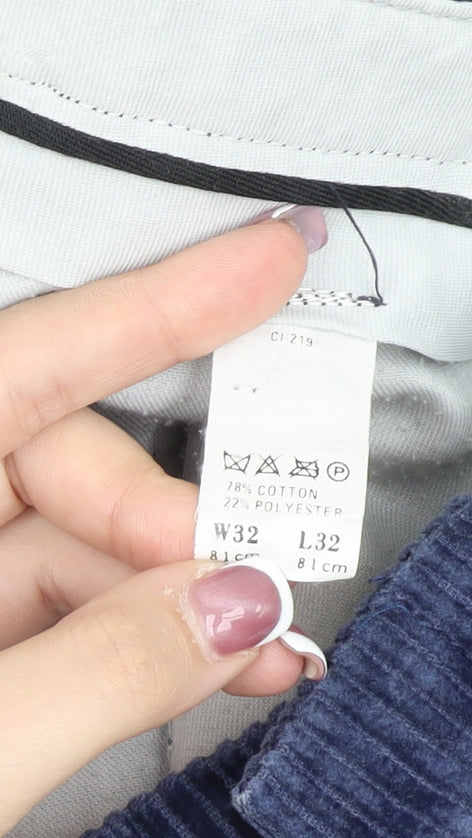 CI-219
P
78% COTTON
22% POLYESTER
W32 L32
81cm 81cm